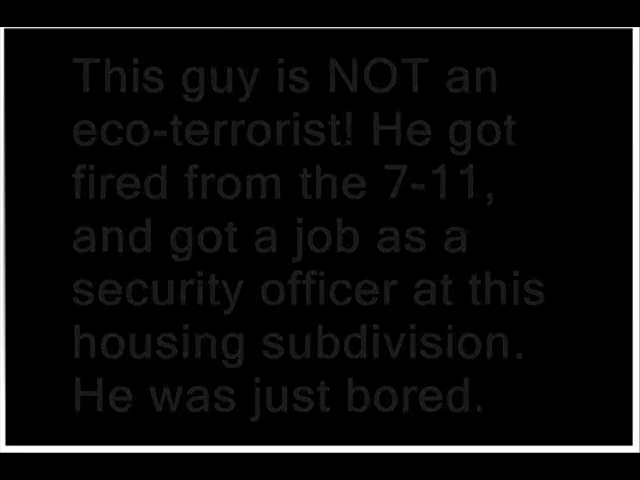 This guy is NOT an
eco-terrorist! He got
fired from the 7-11,
and got a job as a
security officer at this
housing subdivision.
He was just bored.